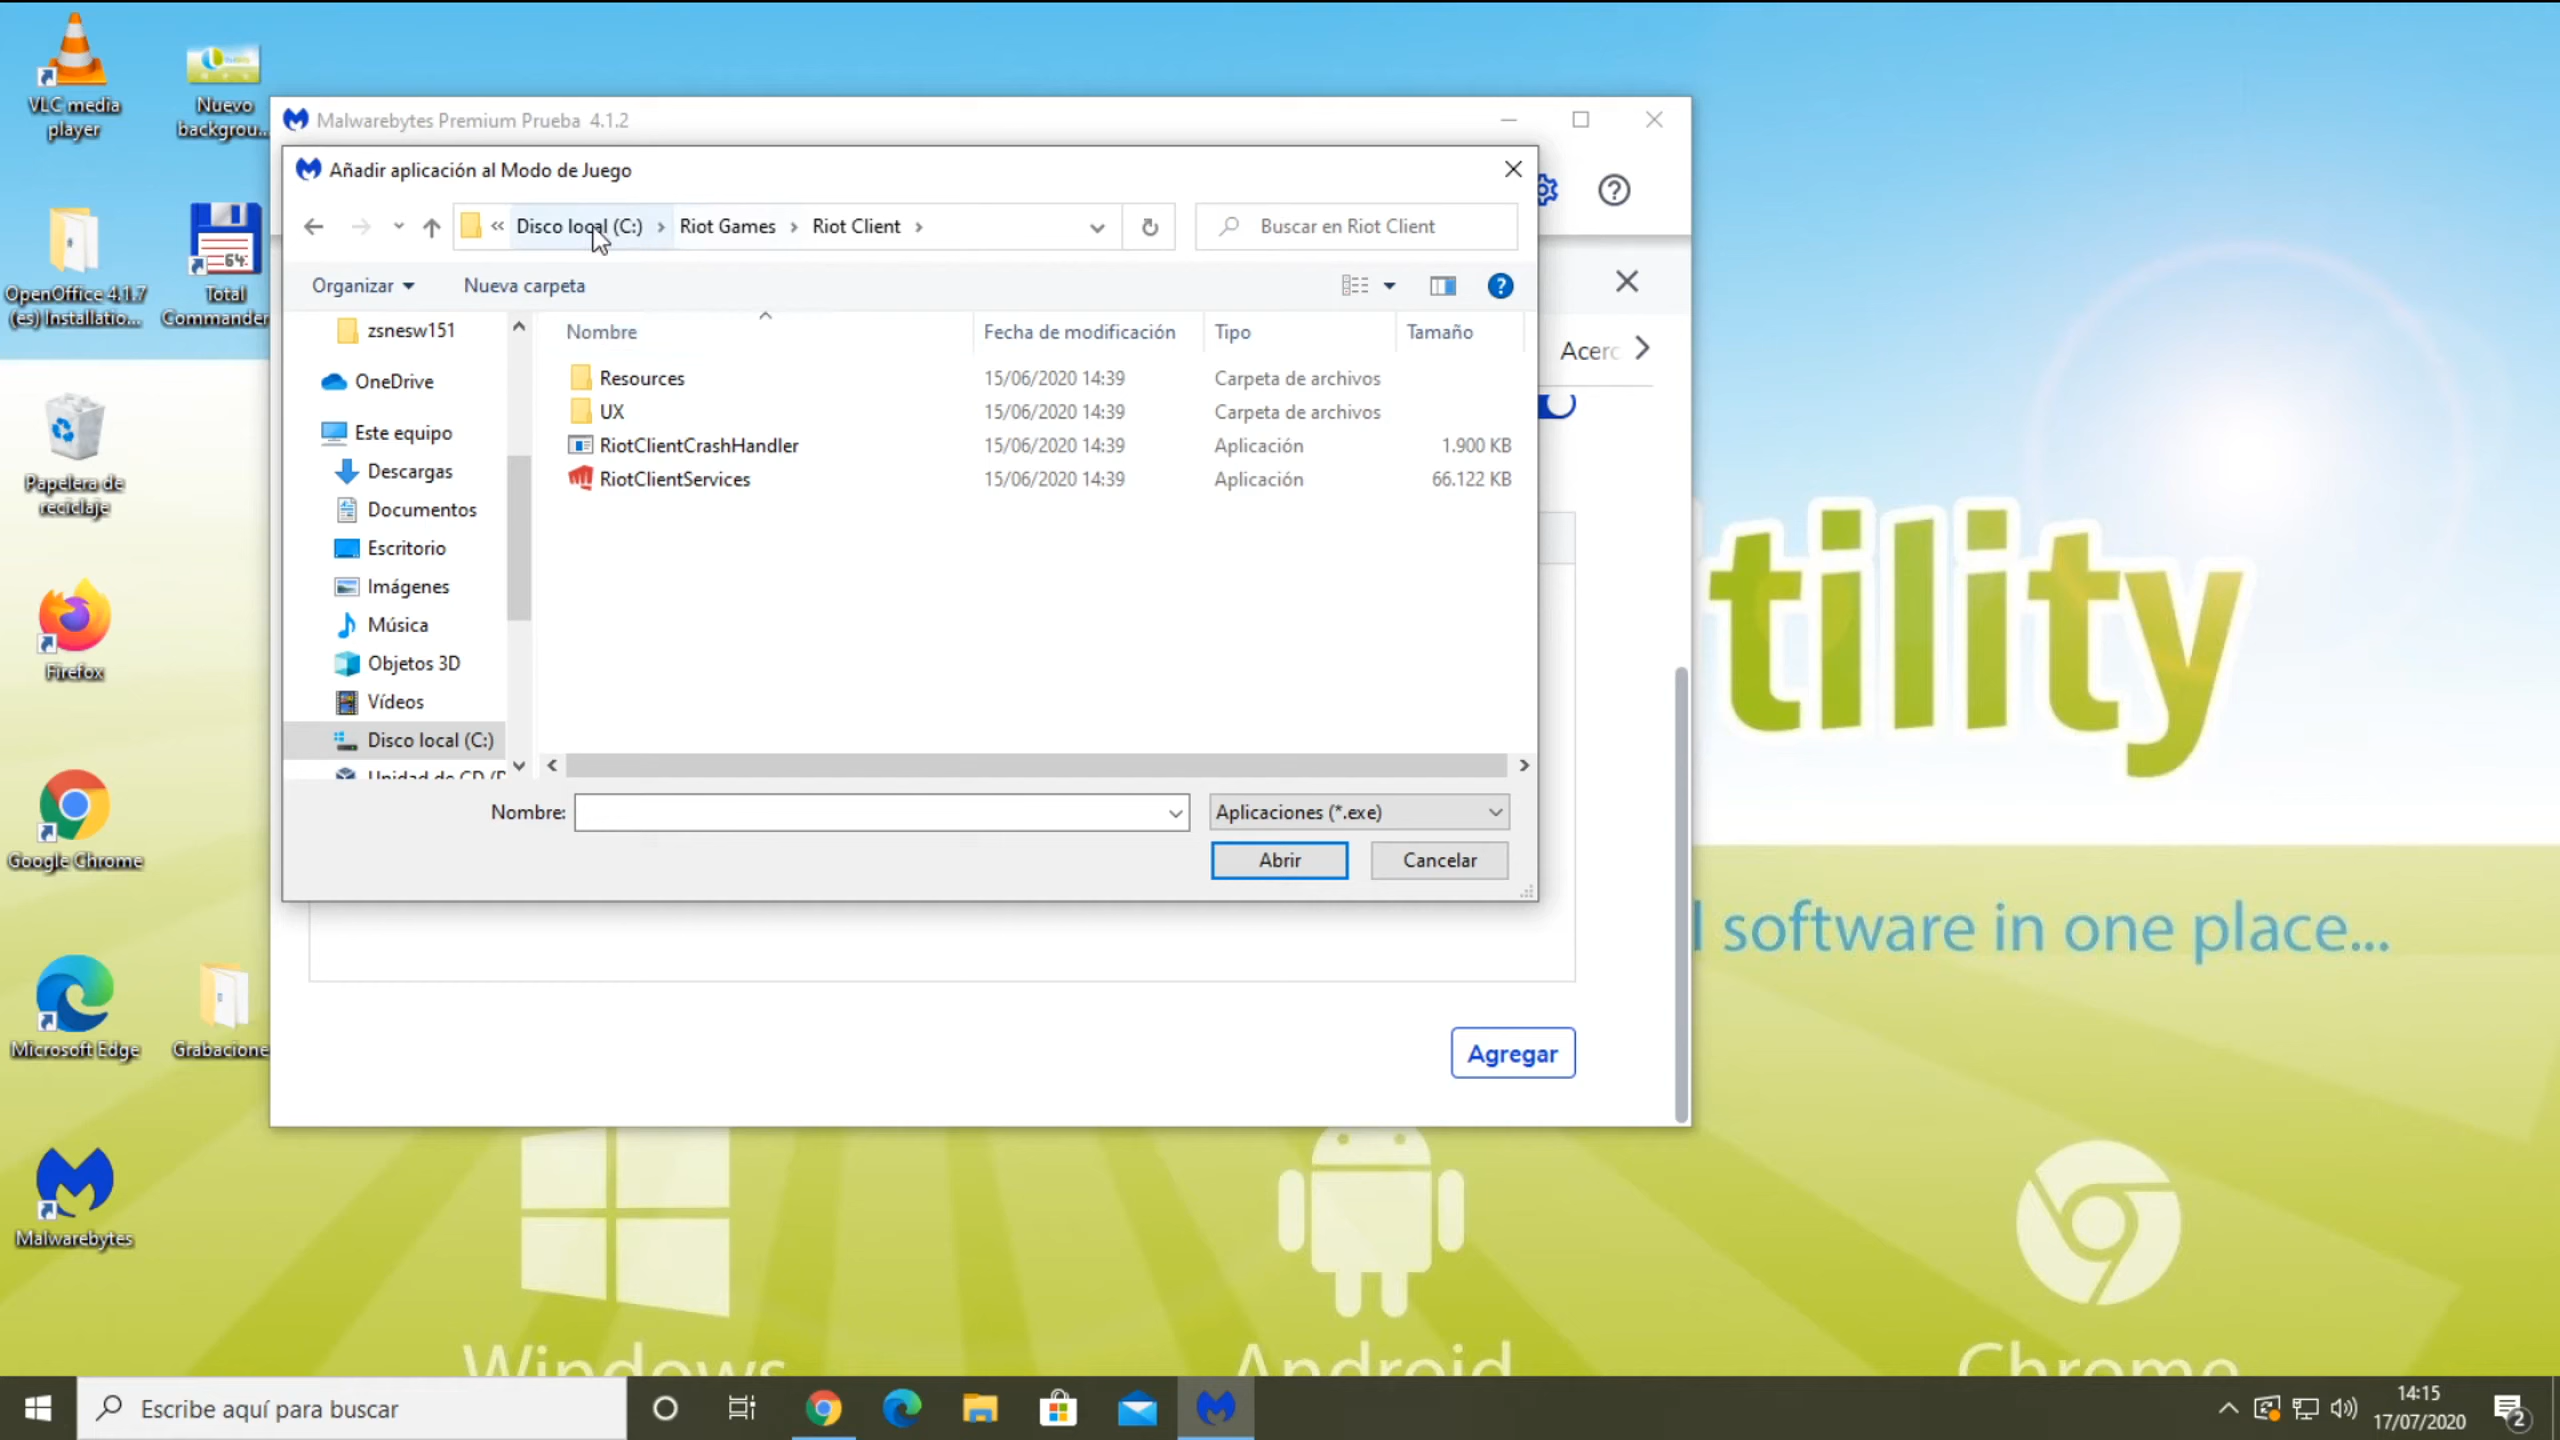 VLC media
player
Nuevo
backgrou...
OpenOffice 4.1.7
(es) Installatio...
64
Total
Commander
Papelera de
reciclaje
Firefox
Google Chrome
Microsoft Edge
Grabacione
Malwarebytes
Malwarebytes Premium Prueba 4.1.2
Añadir aplicación al Modo de Juego
« Disco local (C:) > Riot Games > Riot Client >
Buscar en Riot Client
Organizar
Nueva carpeta
Acerc
zsnesw151
OneDrive
Este equipo
Descargas
Documentos
Escritorio
Imágenes
Música
Objetos 3D
Vídeos
Disco local (C:)
Nombre Fecha de modificación Tipo Tamaño
Resources 15/06/2020 14:39 Carpeta de archivos
UX 15/06/2020 14:39 Carpeta de archivos
RiotClientCrashHandler 15/06/2020 14:39 Aplicación 1.900 KB
RiotClientServices 15/06/2020 14:39 Aplicación 66.122 KB
Nombre:
Aplicaciones (*.exe)
Abrir
Cancelar
Agregar
tility
l software in one place...
Windows
Android
Chrome
Escribe aquí para buscar
14:15
17/07/2020
2